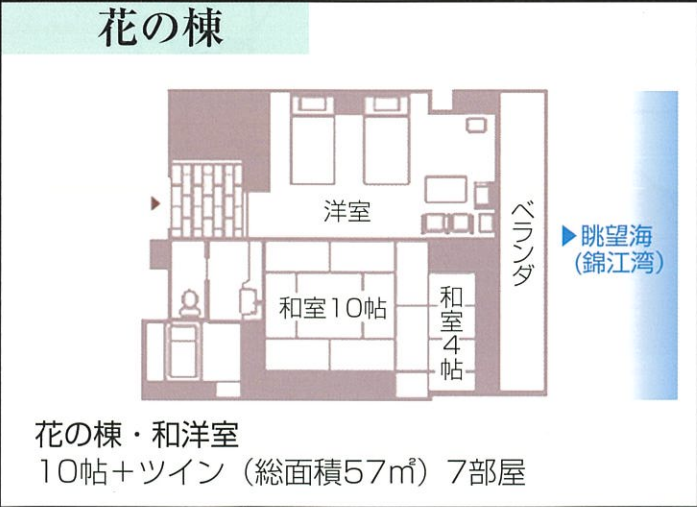 花の棟
洋室
ベランダ
▶眺望海
(錦江湾)
和室10帖
和室4帖
花の棟・和洋室
10帖＋ツイン（総面積57㎡）7部屋